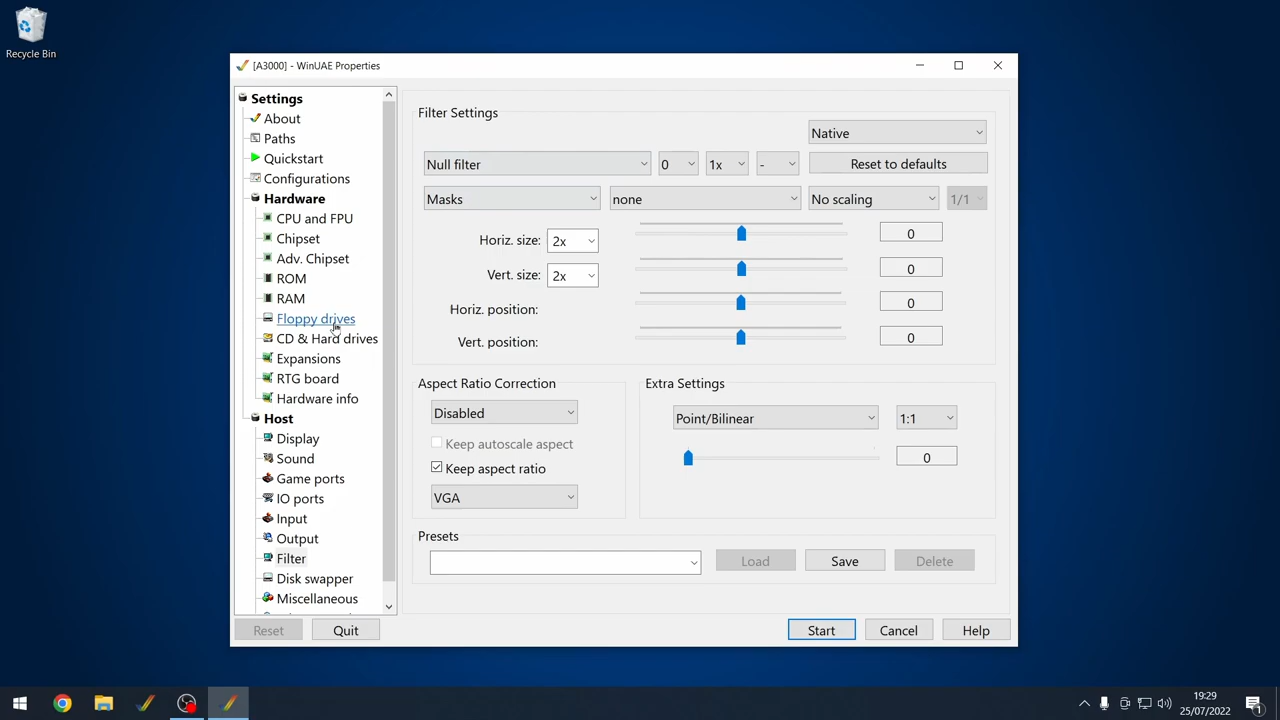 Recycle Bin
[A3000] - WinUAE Properties
Settings
About
Paths
Quickstart
Configurations
Hardware
CPU and FPU
Chipset
Adv. Chipset
ROM
RAM
Floppy drives
CD & Hard drives
Expansions
RTG board
Hardware info
Host
Display
Sound
Game ports
IO ports
Input
Output
Filter
Disk swapper
Miscellaneous
Reset
Quit
Filter Settings
Native
Null filter
0
1x
-
Reset to defaults
Masks
none
No scaling
1/1
Horiz. size:
2x
0
Vert. size:
2x
0
Horiz. position:
0
Vert. position:
0
Aspect Ratio Correction
Disabled
Keep autoscale aspect
Keep aspect ratio
VGA
Extra Settings
Point/Bilinear
1:1
0
Presets
Load
Save
Delete
Start
Cancel
Help
19:29
25/07/2022
1